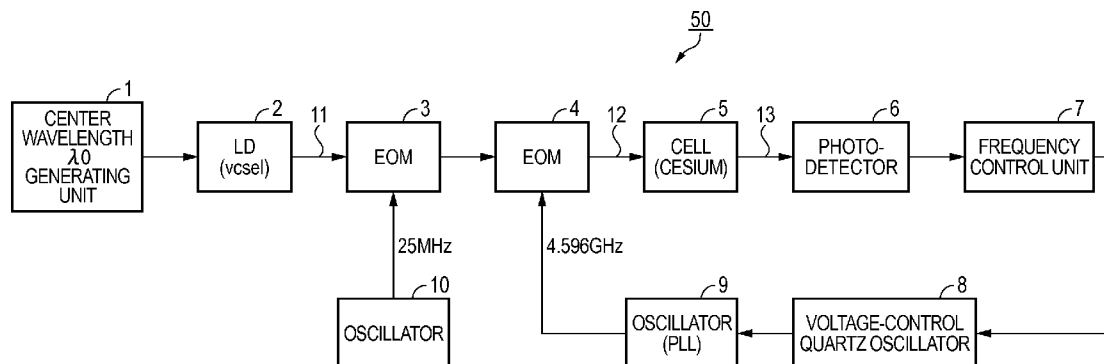 50
1
CENTER
WAVELENGTH
λ0
GENERATING
UNIT
2
LD
(vcsel)
11
3
EOM
4
EOM
12
5
CELL
(CESIUM)
13
6
PHOTO-
DETECTOR
7
FREQUENCY
CONTROL UNIT
25MHz
4.596GHz
10
OSCILLATOR
9
OSCILLATOR
(PLL)
8
VOLTAGE-CONTROL
QUARTZ OSCILLATOR